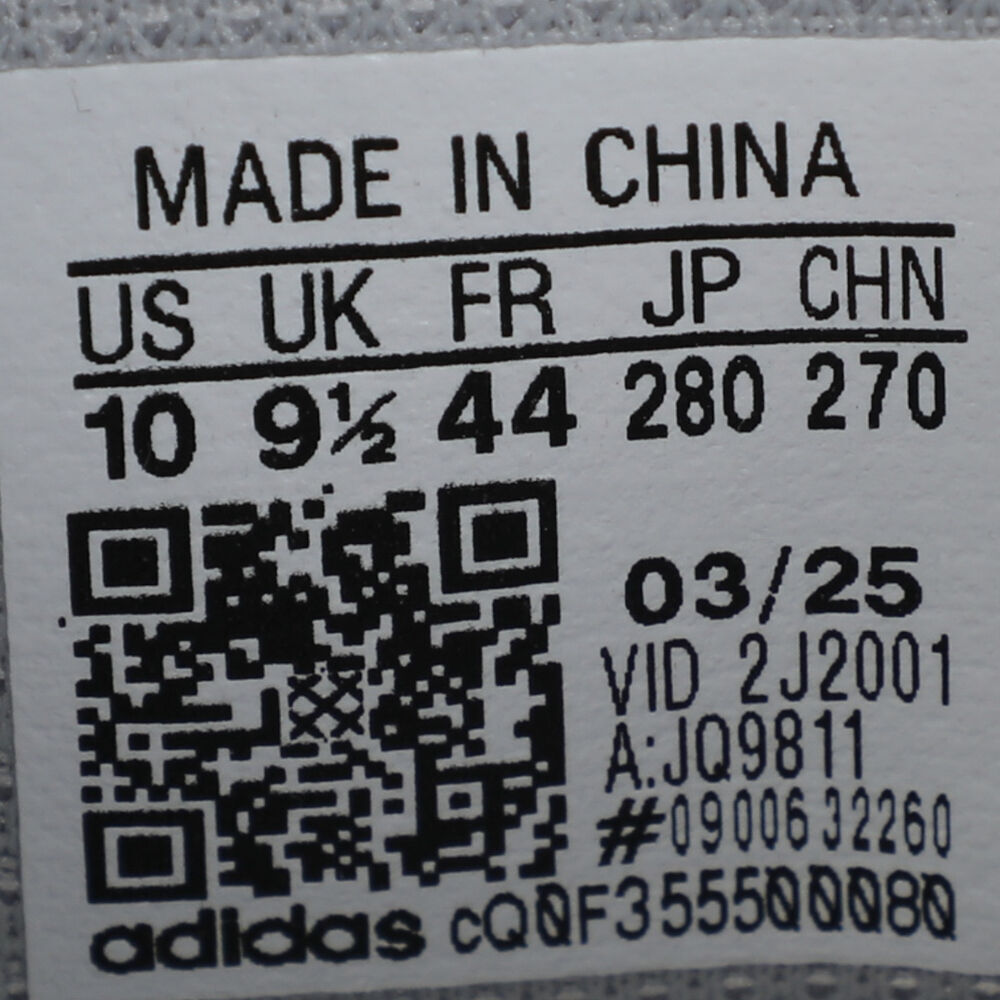 MADE IN CHINA
US UK FR JP CHN
10 9½ 44 280 270
03/25
VID 2J2001
A:JQ9811
#0900632260
adidas cQ0F355500080